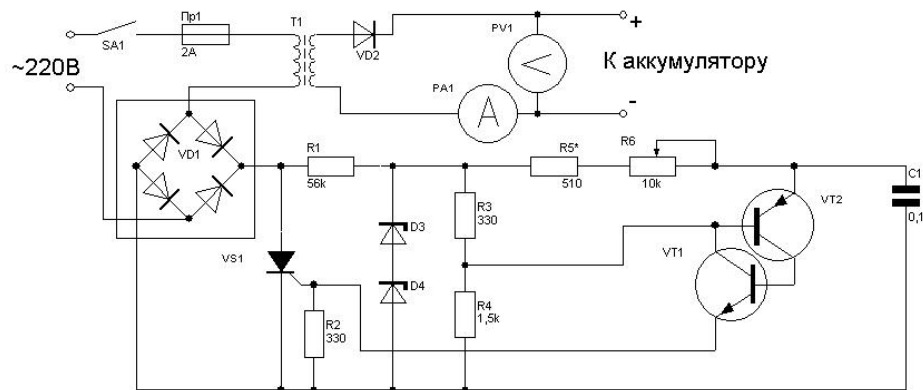 Пр1
T1
+
SA1
2A
VD2
PV1
V
~220В
PA1
A
К аккумулятору
-
VD1
R1
56k
R5*
510
R6
10k
C1
0,1
R3
330
VT2
D3
VT1
VS1
D4
R4
1,5k
R2
330